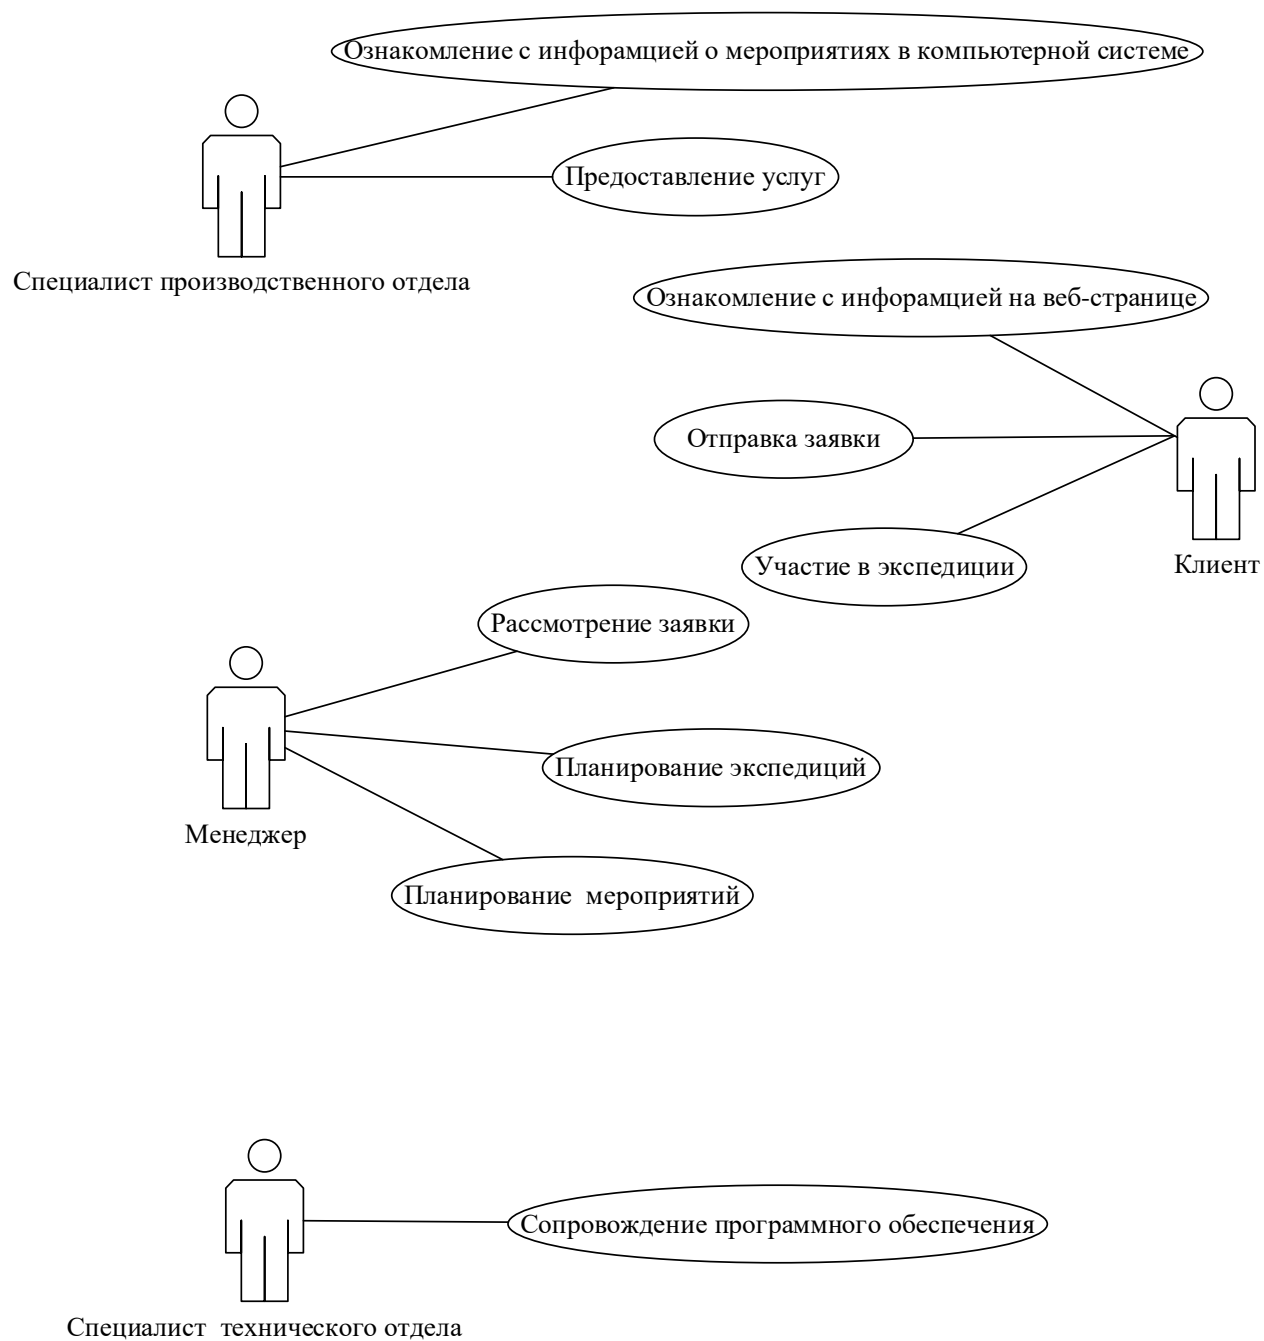 Ознакомление с инфорамцией о мероприятиях в компьютерной системе
Предоставление услуг
Специалист производственного отдела
Ознакомление с инфорамцией на веб-странице
Отправка заявки
Участие в экспедиции
Клиент
Рассмотрение заявки
Планирование экспедиций
Менеджер
Планирование  мероприятий
Сопровождение программного обеспечения
Специалист  технического отдела